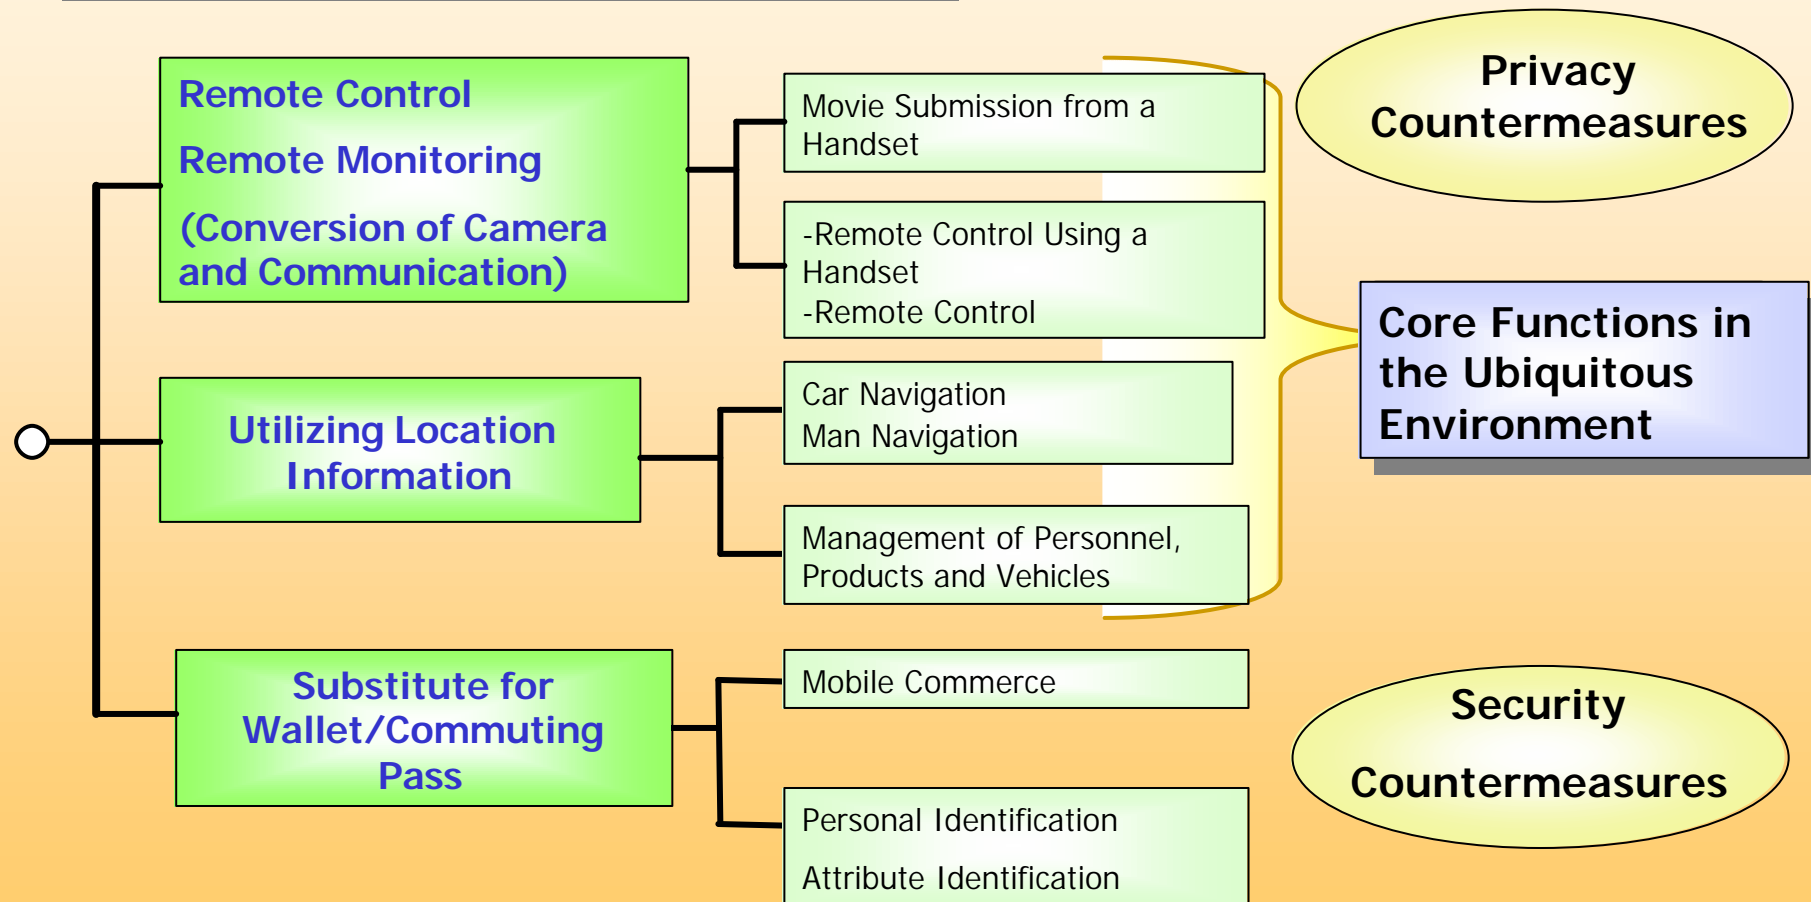 Remote Control
Remote Monitoring
(Conversion of Camera
and Communication)
Movie Submission from a
Handset
-Remote Control Using a
Handset
-Remote Control
Utilizing Location
Information
Car Navigation
Man Navigation
Management of Personnel,
Products and Vehicles
Substitute for
Wallet/Commuting
Pass
Mobile Commerce
Personal Identification
Attribute Identification
Privacy
Countermeasures
Core Functions in
the Ubiquitous
Environment
Security
Countermeasures